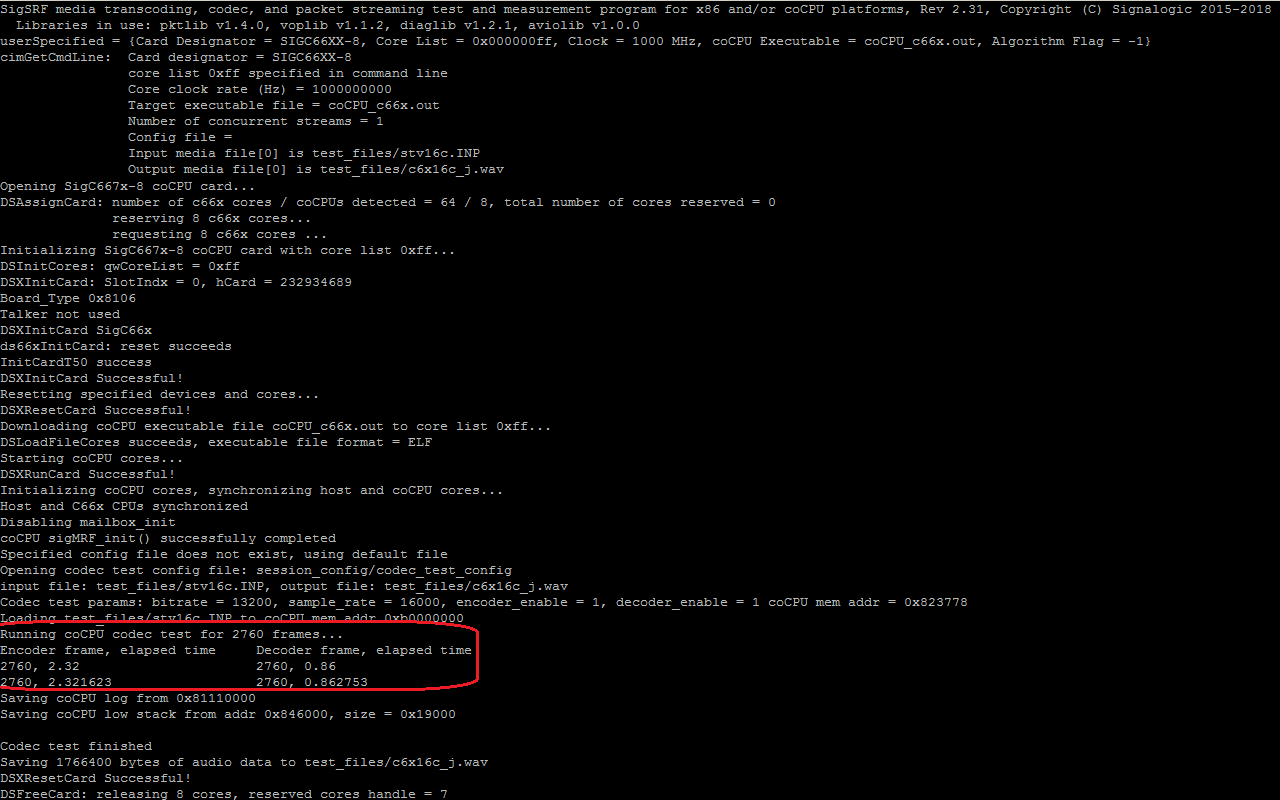 SigSRF media transcoding, codec, and packet streaming test and measurement program for x86 and/or coCPU platforms, Rev 2.31, Copyright (C) Signalogic 2015-2018
Libraries in use: pktlib v1.4.0, voplib v1.1.2, diaglib v1.2.1, aviolib v1.0.0
userSpecified = {Card Designator = SIGC66XX-8, Core List = 0x000000ff, Clock = 1000 MHz, coCPU Executable = coCPU_c66x.out, Algorithm Flag = -1}
cimGetCmdLine:  Card designator = SIGC66XX-8
core list 0xff specified in command line
Core clock rate (Hz) = 1000000000
Target executable file = coCPU_c66x.out
Number of concurrent streams = 1
Config file =
Input media file[0] is test_files/stv16c.INP
Output media file[0] is test_files/c6x16c_j.wav
Opening SigC667x-8 coCPU card...
DSAssignCard: number of c66x cores / coCPUs detected = 64 / 8, total number of cores reserved = 0
reserving 8 c66x cores...
requesting 8 c66x cores ...
Initializing SigC667x-8 coCPU card with core list 0xff...
DSInitCores: qwCoreList = 0xff
DSXInitCard: SlotIndx = 0, hCard = 232934689
Board_Type 0x8106
Talker not used
DSXInitCard SigC66x
ds66xInitCard: reset succeeds
InitCardT50 success
DSXInitCard Successful!
Resetting specified devices and cores...
DSXResetCard Successful!
Downloading coCPU executable file coCPU_c66x.out to core list 0xff...
DSLoadFileCores succeeds, executable file format = ELF
Starting coCPU cores...
DSXRunCard Successful!
Initializing coCPU cores, synchronizing host and coCPU cores...
Host and C66x CPUs synchronized
Disabling mailbox_init
coCPU sigMRF_init() successfully completed
Specified config file does not exist, using default file
Opening codec test config file: session_config/codec_test_config
input file: test_files/stv16c.INP, output file: test_files/c6x16c_j.wav
Codec test params: bitrate = 13200, sample_rate = 16000, encoder_enable = 1, decoder_enable = 1 coCPU mem addr = 0x823778
Loading test_files/stv16c.INP to coCPU mem addr 0xb0000000
Running coCPU codec test for 2760 frames...
Encoder frame, elapsed time     Decoder frame, elapsed time
2760, 2.32                      2760, 0.86
2760, 2.321623                  2760, 0.862753
Saving coCPU log from 0x81110000
Saving coCPU low stack from addr 0x846000, size = 0x19000
Codec test finished
Saving 1766400 bytes of audio data to test_files/c6x16c_j.wav
DSXResetCard Successful!
DSFreeCard: releasing 8 cores, reserved cores handle = 7